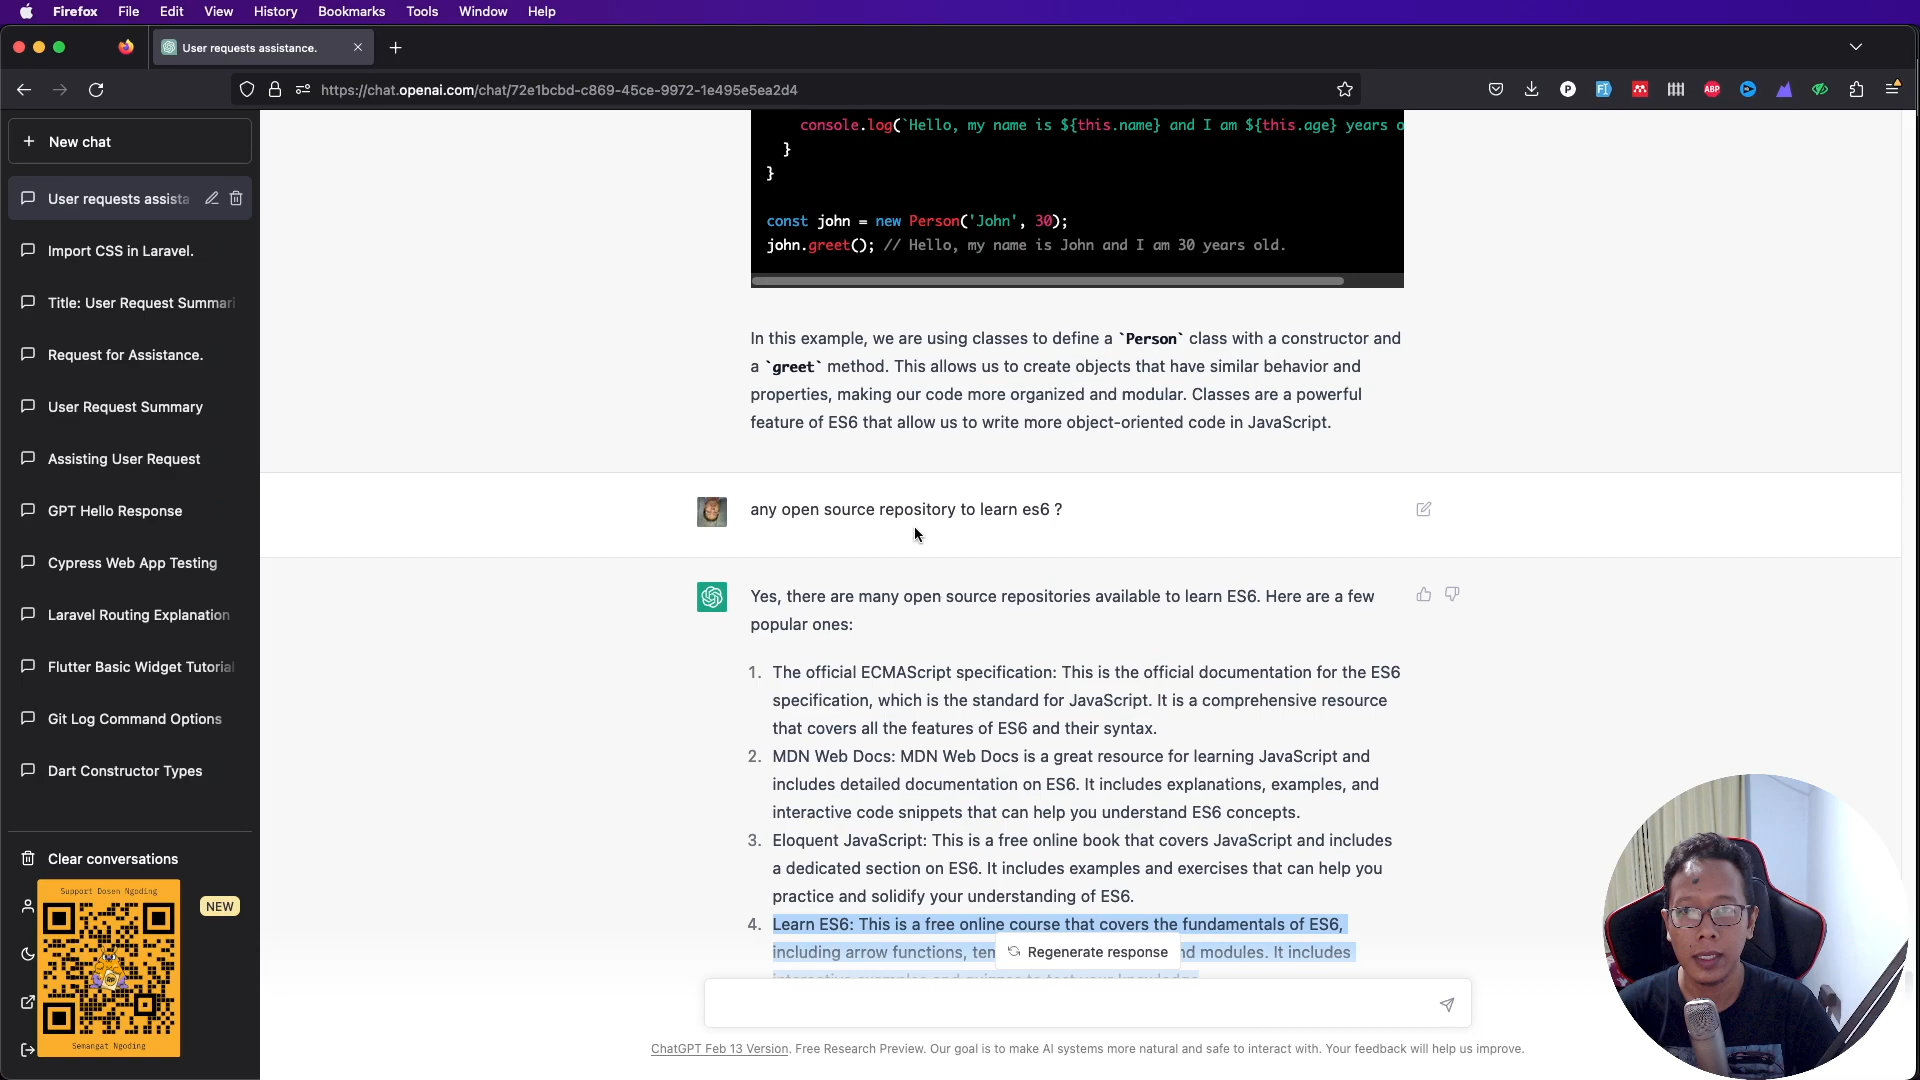 Firefox File Edit View History Bookmarks Tools Window Help
User requests assistance.
https://chat.openai.com/chat/72e1bcbd-c869-45ce-9972-1e495e5ea2d4
ABP
+ New chat
User requests assista
Import CSS in Laravel.
Title: User Request Summari
Request for Assistance.
User Request Summary
Assisting User Request
GPT Hello Response
Cypress Web App Testing
Laravel Routing Explanation
Flutter Basic Widget Tutorial
Git Log Command Options
Dart Constructor Types
Clear conversations
NEW
Support Dosen Ngoding
Semangat Ngoding
console.log(`Hello, my name is ${this.name} and I am ${this.age} years o
}
}
const john = new Person('John', 30);
john.greet(); // Hello, my name is John and I am 30 years old.
In this example, we are using classes to define a `Person` class with a constructor and
a `greet` method. This allows us to create objects that have similar behavior and
properties, making our code more organized and modular. Classes are a powerful
feature of ES6 that allow us to write more object-oriented code in JavaScript.
any open source repository to learn es6 ?
Yes, there are many open source repositories available to learn ES6. Here are a few
popular ones:
1. The official ECMAScript specification: This is the official documentation for the ES6
specification, which is the standard for JavaScript. It is a comprehensive resource
that covers all the features of ES6 and their syntax.
2. MDN Web Docs: MDN Web Docs is a great resource for learning JavaScript and
includes detailed documentation on ES6. It includes explanations, examples, and
interactive code snippets that can help you understand ES6 concepts.
3. Eloquent JavaScript: This is a free online book that covers JavaScript and includes
a dedicated section on ES6. It includes examples and exercises that can help you
practice and solidify your understanding of ES6.
4. Learn ES6: This is a free online course that covers the fundamentals of ES6,
including arrow functions, tem Regenerate response nd modules. It includes
interactive examples and quizzes to test your knowledge.
ChatGPT Feb 13 Version. Free Research Preview. Our goal is to make AI systems more natural and safe to interact with. Your feedback will help us improve.